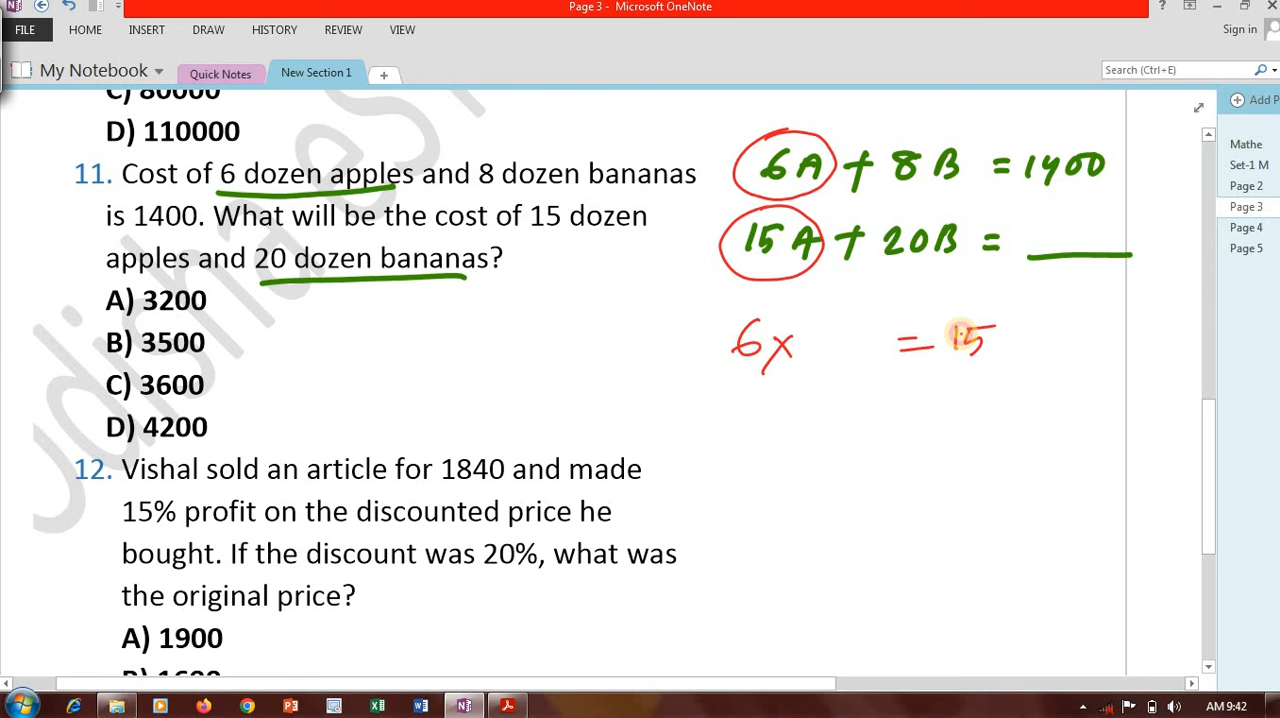 Page 3 - Microsoft OneNote
FILE HOME INSERT DRAW HISTORY REVIEW VIEW Sign in
My Notebook Quick Notes New Section 1 Search (Ctrl+E)
Add P
C) 80000
D) 110000
11. Cost of 6 dozen apples and 8 dozen bananas
is 1400. What will be the cost of 15 dozen
apples and 20 dozen bananas?
A) 3200
B) 3500
C) 3600
D) 4200
12. Vishal sold an article for 1840 and made
15% profit on the discounted price he
bought. If the discount was 20%, what was
the original price?
A) 1900
6A + 8B = 1400
15A + 20B = ___
6x = 15
Mathe
Set-1 M
Page 2
Page 3
Page 4
Page 5
AM 9:42